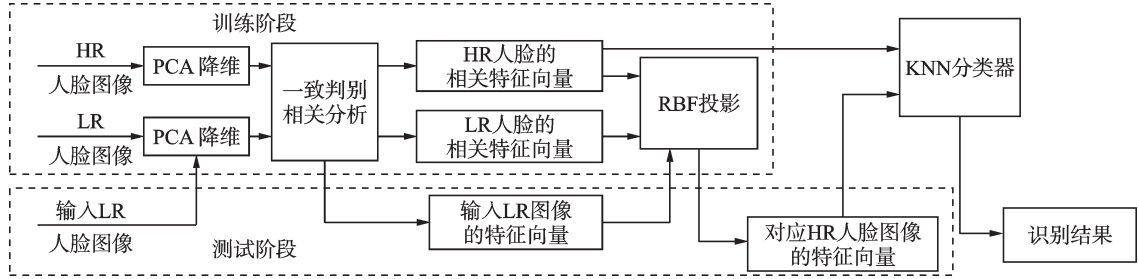 训练阶段
HR
人脸图像
PCA 降维
LR
人脸图像
PCA 降维
一致判别
相关分析
HR人脸的
相关特征向量
LR人脸的
相关特征向量
RBF投影
KNN分类器
输入LR
人脸图像
测试阶段
输入LR图像
的特征向量
对应HR人脸图像
的特征向量
识别结果